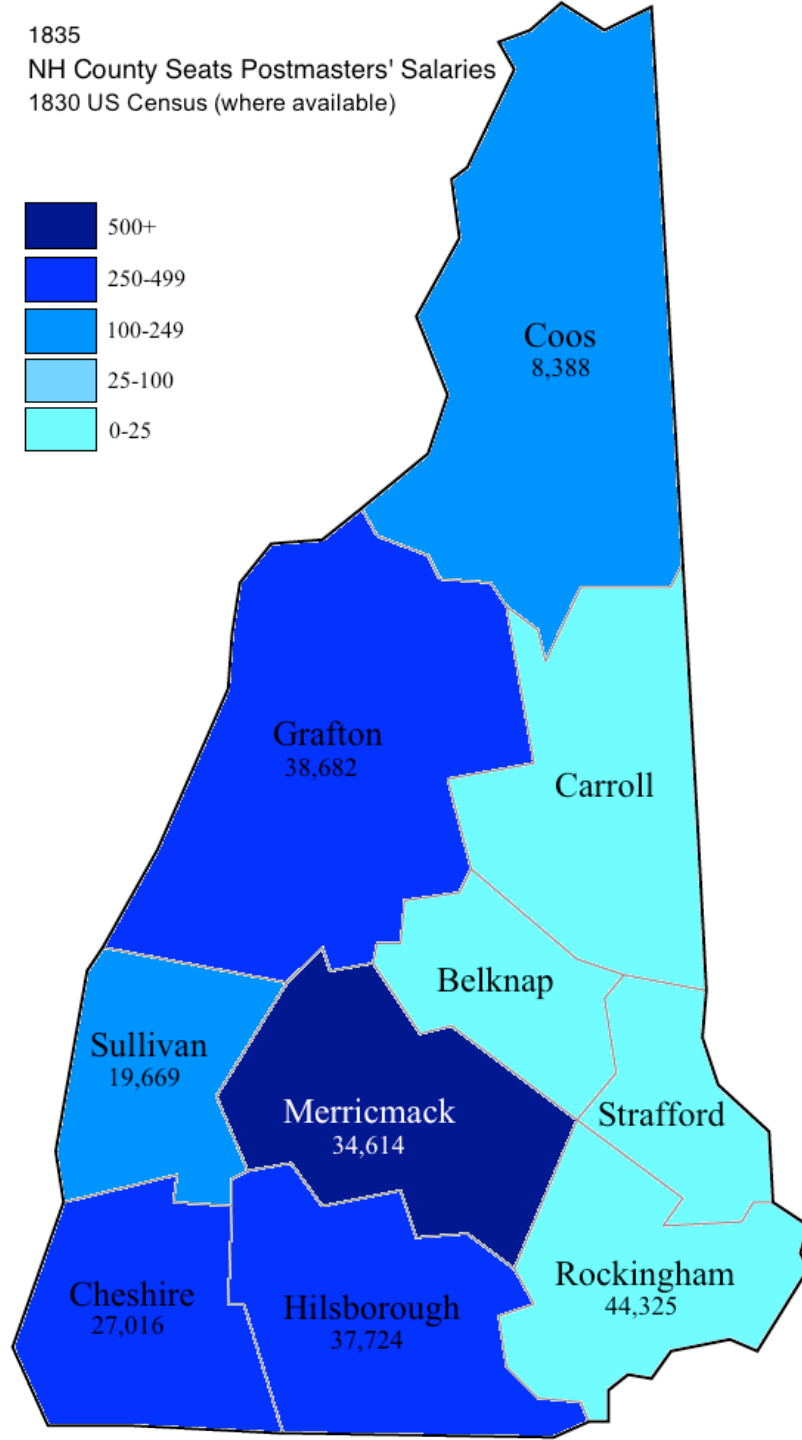 1835
NH County Seats Postmasters' Salaries
1830 US Census (where available)
500+
250-499
100-249
25-100
0-25
Coos
8,388
Grafton
38,682
Carroll
Belknap
Sullivan
19,669
Merricmack
34,614
Strafford
Rockingham
44,325
Cheshire
27,016
Hilsborough
37,724